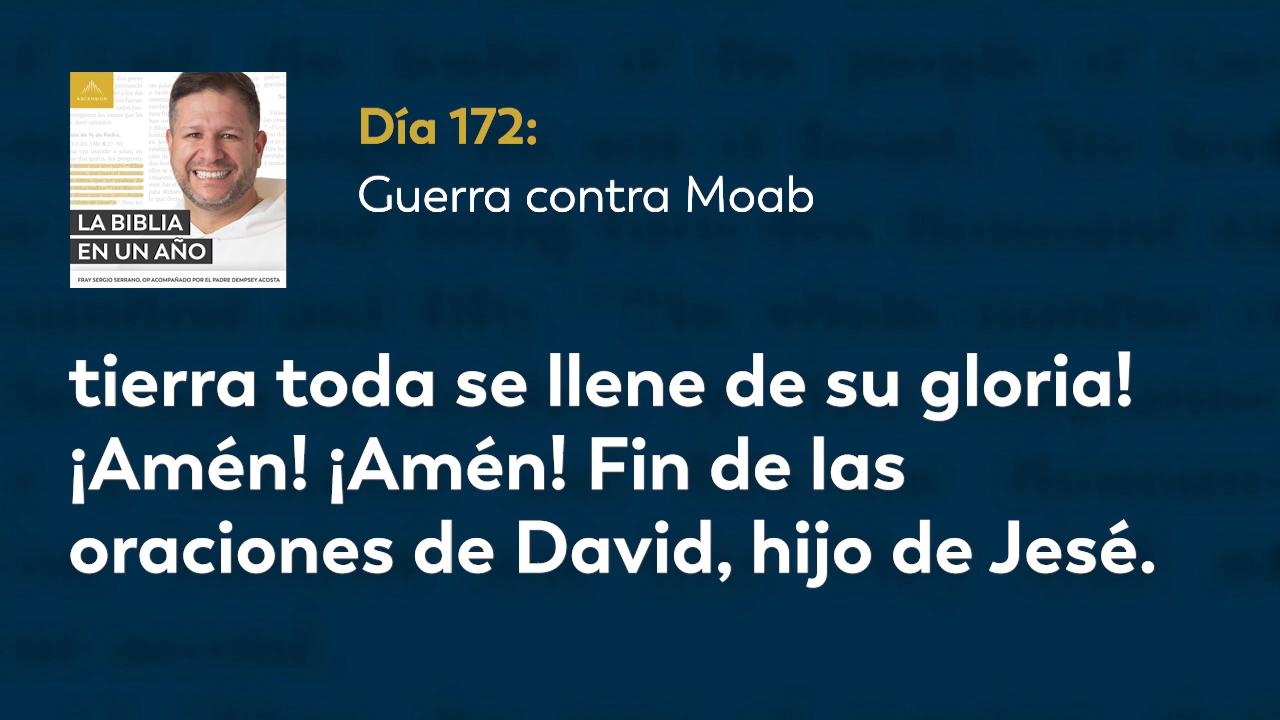 ASCENSION
LA BIBLIA
EN UN AÑO
FRAY SERGIO SERRANO, OP ACOMPAÑADO POR EL PADRE DEMPSEY ACOSTA
Día 172:
Guerra contra Moab
tierra toda se llene de su gloria!
¡Amén! ¡Amén! Fin de las
oraciones de David, hijo de Jesé.